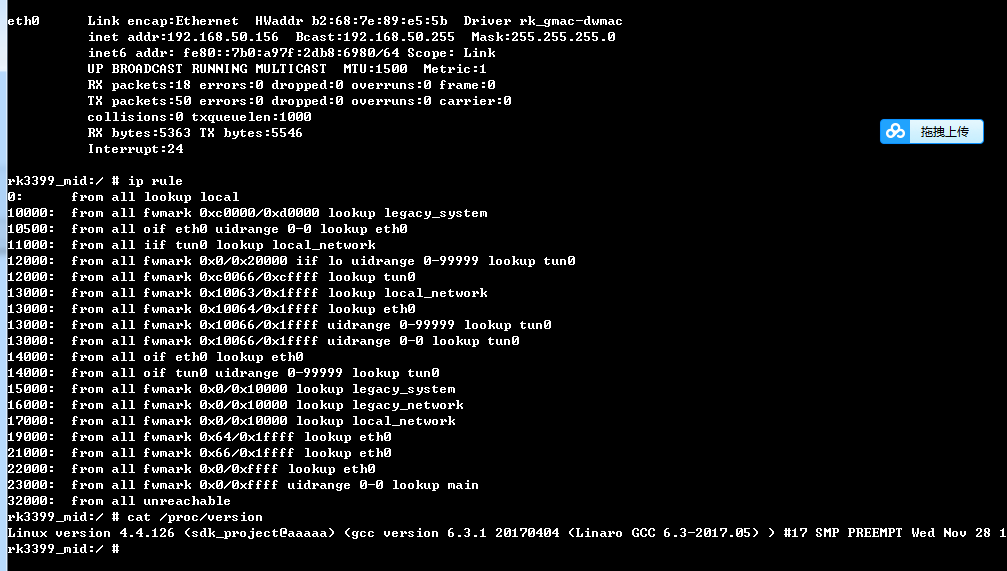 eth0      Link encap:Ethernet  HWaddr b2:68:7e:89:e5:5b  Driver rk_gmac-dwmac
          inet addr:192.168.50.156  Bcast:192.168.50.255  Mask:255.255.255.0
          inet6 addr: fe80::7b0:a97f:2db8:6980/64 Scope: Link
          UP BROADCAST RUNNING MULTICAST  MTU:1500  Metric:1
          RX packets:18 errors:0 dropped:0 overruns:0 frame:0
          TX packets:50 errors:0 dropped:0 overruns:0 carrier:0
          collisions:0 txqueuelen:1000
          RX bytes:5363 TX bytes:5546
          Interrupt:24
拖拽上传
rk3399_mid:/ # ip rule
0:      from all lookup local
10000:  from all fwmark 0xc0000/0xd0000 lookup legacy_system
10500:  from all oif eth0 uidrange 0-0 lookup eth0
11000:  from all iif tun0 lookup local_network
12000:  from all fwmark 0x0/0x20000 iif lo uidrange 0-99999 lookup tun0
12000:  from all fwmark 0xc0066/0xcffff lookup tun0
13000:  from all fwmark 0x10063/0x1ffff lookup local_network
13000:  from all fwmark 0x10064/0x1ffff lookup eth0
13000:  from all fwmark 0x10066/0x1ffff uidrange 0-99999 lookup tun0
13000:  from all fwmark 0x10066/0x1ffff uidrange 0-0 lookup tun0
14000:  from all oif eth0 lookup eth0
14000:  from all oif tun0 uidrange 0-99999 lookup tun0
15000:  from all fwmark 0x0/0x10000 lookup legacy_system
16000:  from all fwmark 0x0/0x10000 lookup legacy_network
17000:  from all fwmark 0x0/0x10000 lookup local_network
19000:  from all fwmark 0x64/0x1ffff lookup eth0
21000:  from all fwmark 0x66/0x1ffff lookup eth0
22000:  from all fwmark 0x0/0xffff lookup eth0
23000:  from all fwmark 0x0/0xffff uidrange 0-0 lookup main
32000:  from all unreachable
rk3399_mid:/ # cat /proc/version
Linux version 4.4.126 (sdk_project@aaaaa) (gcc version 6.3.1 20170404 (Linaro GCC 6.3-2017.05) ) #17 SMP PREEMPT Wed Nov 28 1
rk3399_mid:/ #